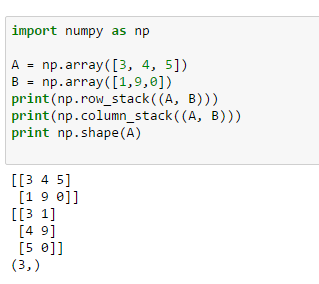 import numpy as np
A = np.array([3, 4, 5])
B = np.array([1,9,0])
print(np.row_stack((A, B)))
print(np.column_stack((A, B)))
print np.shape(A)
[[3 4 5]
 [1 9 0]]
[[3 1]
 [4 9]
 [5 0]]
(3,)